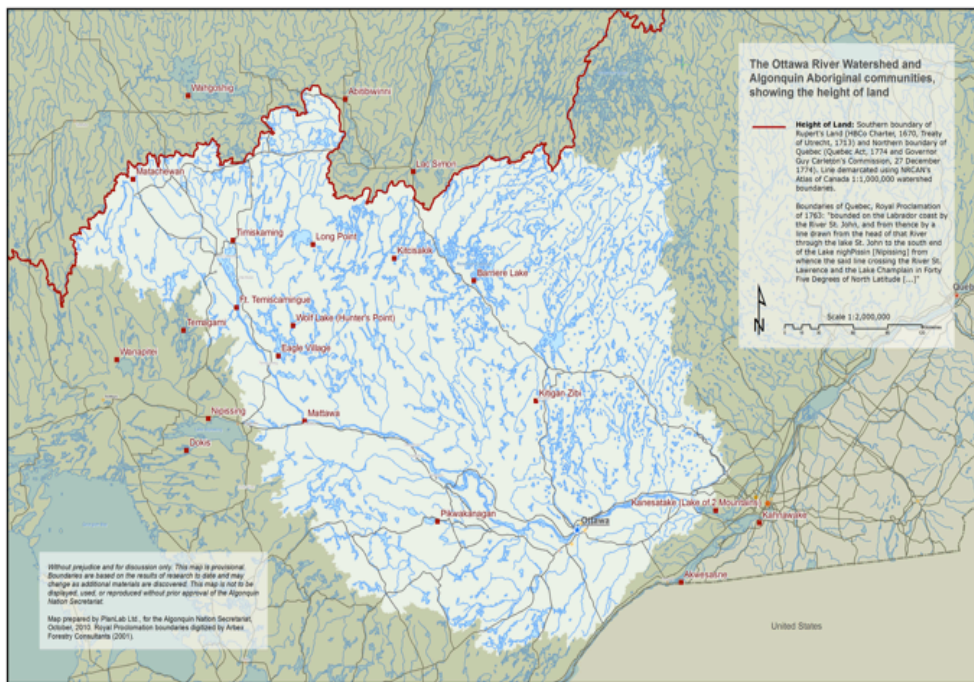 The Ottawa River Watershed and
Algonquin Aboriginal communities,
showing the height of land
Height of Land: Southern boundary of
Rupert's Land (HBCo Charter, 1670, Treaty
of Utrecht, 1713) and Northern boundary of
Quebec (Quebec Act, 1774 and Governor
Guy Carleton's Commission, 27 December
1774). Line demarcated using NRCAN's
Atlas of Canada 1:1,000,000 watershed
boundaries.
Boundaries of Quebec, Royal Proclamation
of 1763: "bounded on the Labrador coast by
the River St. John, and from thence by a
line drawn from the head of that River
through the lake St. John to the south end
of the Lake nighPissin [Nipissing] from
whence the said line crossing the River St.
Lawrence and the Lake Champlain in Forty
Five Degrees of North Latitude [...]"
N
Scale 1:2,000,000
Wahgoshig
Abitibiwinni
Lac Simon
Matachewan
Timiskaming
Long Point
Kitcisakik
Barriere Lake
Ft. Temiscamingue
Wolf Lake (Hunter's Point)
Temagami
Eagle Village
Wanapitei
Kitigan Zibi
Nipissing
Mattawa
Dokis
Kanesatake (Lake of 2 Mountains)
Pikwakanagan
Ottawa
Kahnawake
Akwesasne
United States
Without prejudice and for discussion only. This map is provisional.
Boundaries are based on the results of research to date and may
change as additional materials are discovered. This map is not to be
displayed, used, or reproduced without prior approval of the Algonquin
Nation Secretariat.
Map prepared by PlanLab Ltd., for the Algonquin Nation Secretariat,
October, 2010. Royal Proclamation boundaries digitized by Arbex
Forestry Consultants (2001).